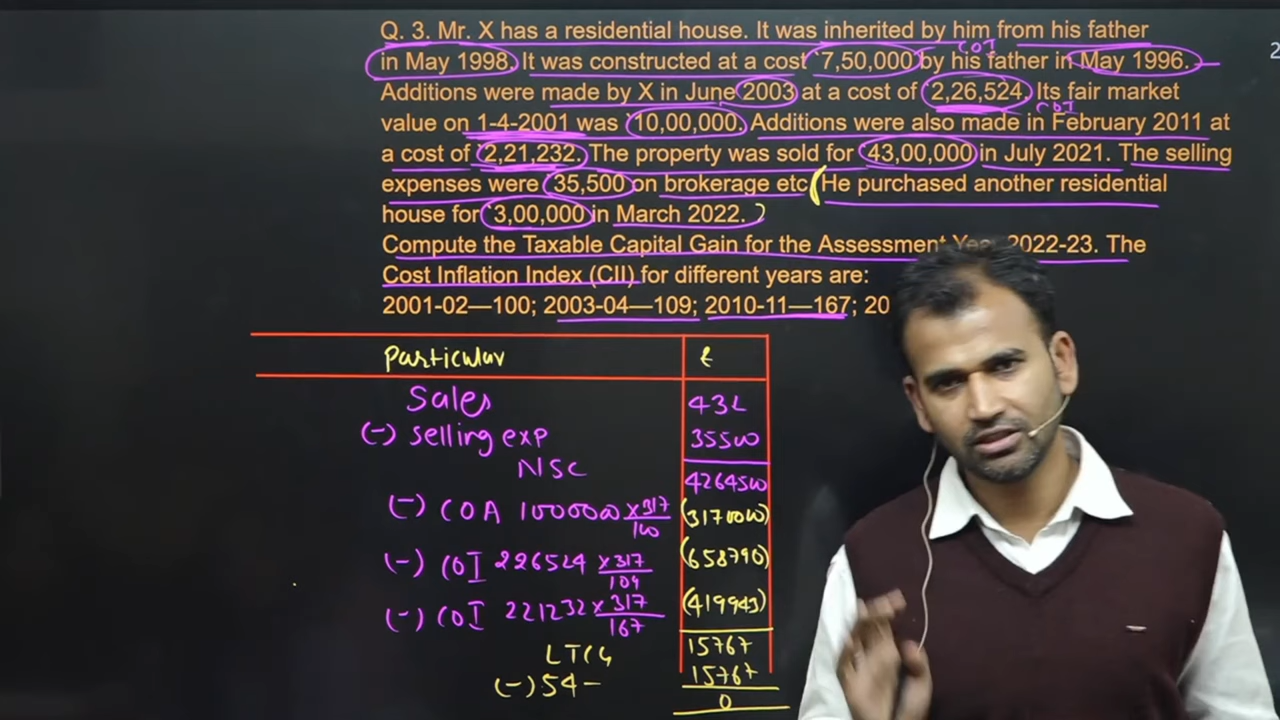 Q. 3. Mr. X has a residential house. It was inherited by him from his father
in May 1998. It was constructed at a cost `7,50,000 by his father in May 1996.
COI
Additions were made by X in June 2003 at a cost of `2,26,524. Its fair market
COI
value on 1-4-2001 was `10,00,000. Additions were also made in February 2011 at
a cost of `2,21,232. The property was sold for `43,00,000 in July 2021. The selling
expenses were `35,500 on brokerage etc. He purchased another residential
house for `3,00,000 in March 2022.
Compute the Taxable Capital Gain for the Assessment Year 2022-23. The
Cost Inflation Index (CII) for different years are:
2001-02—100; 2003-04—109; 2010-11—167; 20
2
Particular ₹
Sales 43L
(-) Selling exp 35500
NSC 4264500
(-) COA 1000000 × 317/100 (3170000)
(-) COI 226524 × 317/109 (658790)
(-) COI 221232 × 317/167 (419943)
LTCG 15767
(-) 54 - 15767
0